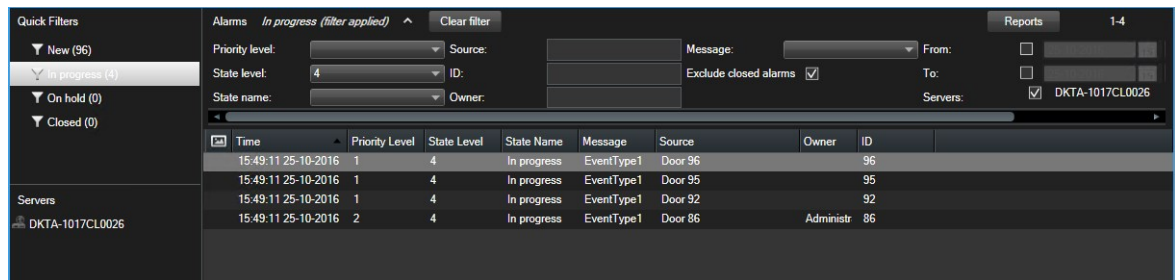 Quick Filters
New (96)
In progress (4)
On hold (0)
Closed (0)
Servers
DKTA-1017CL0026
Alarms In progress (filter applied) Clear filter Reports 1-4
Priority level: Source: Message: From:
State level: 4 ID: Exclude closed alarms To:
State name: Owner: Servers: DKTA-1017CL0026
Time Priority Level State Level State Name Message Source Owner ID
15:49:11 25-10-2016 1 4 In progress EventType1 Door 96 96
15:49:11 25-10-2016 1 4 In progress EventType1 Door 95 95
15:49:11 25-10-2016 1 4 In progress EventType1 Door 92 92
15:49:11 25-10-2016 2 4 In progress EventType1 Door 86 Administr 86